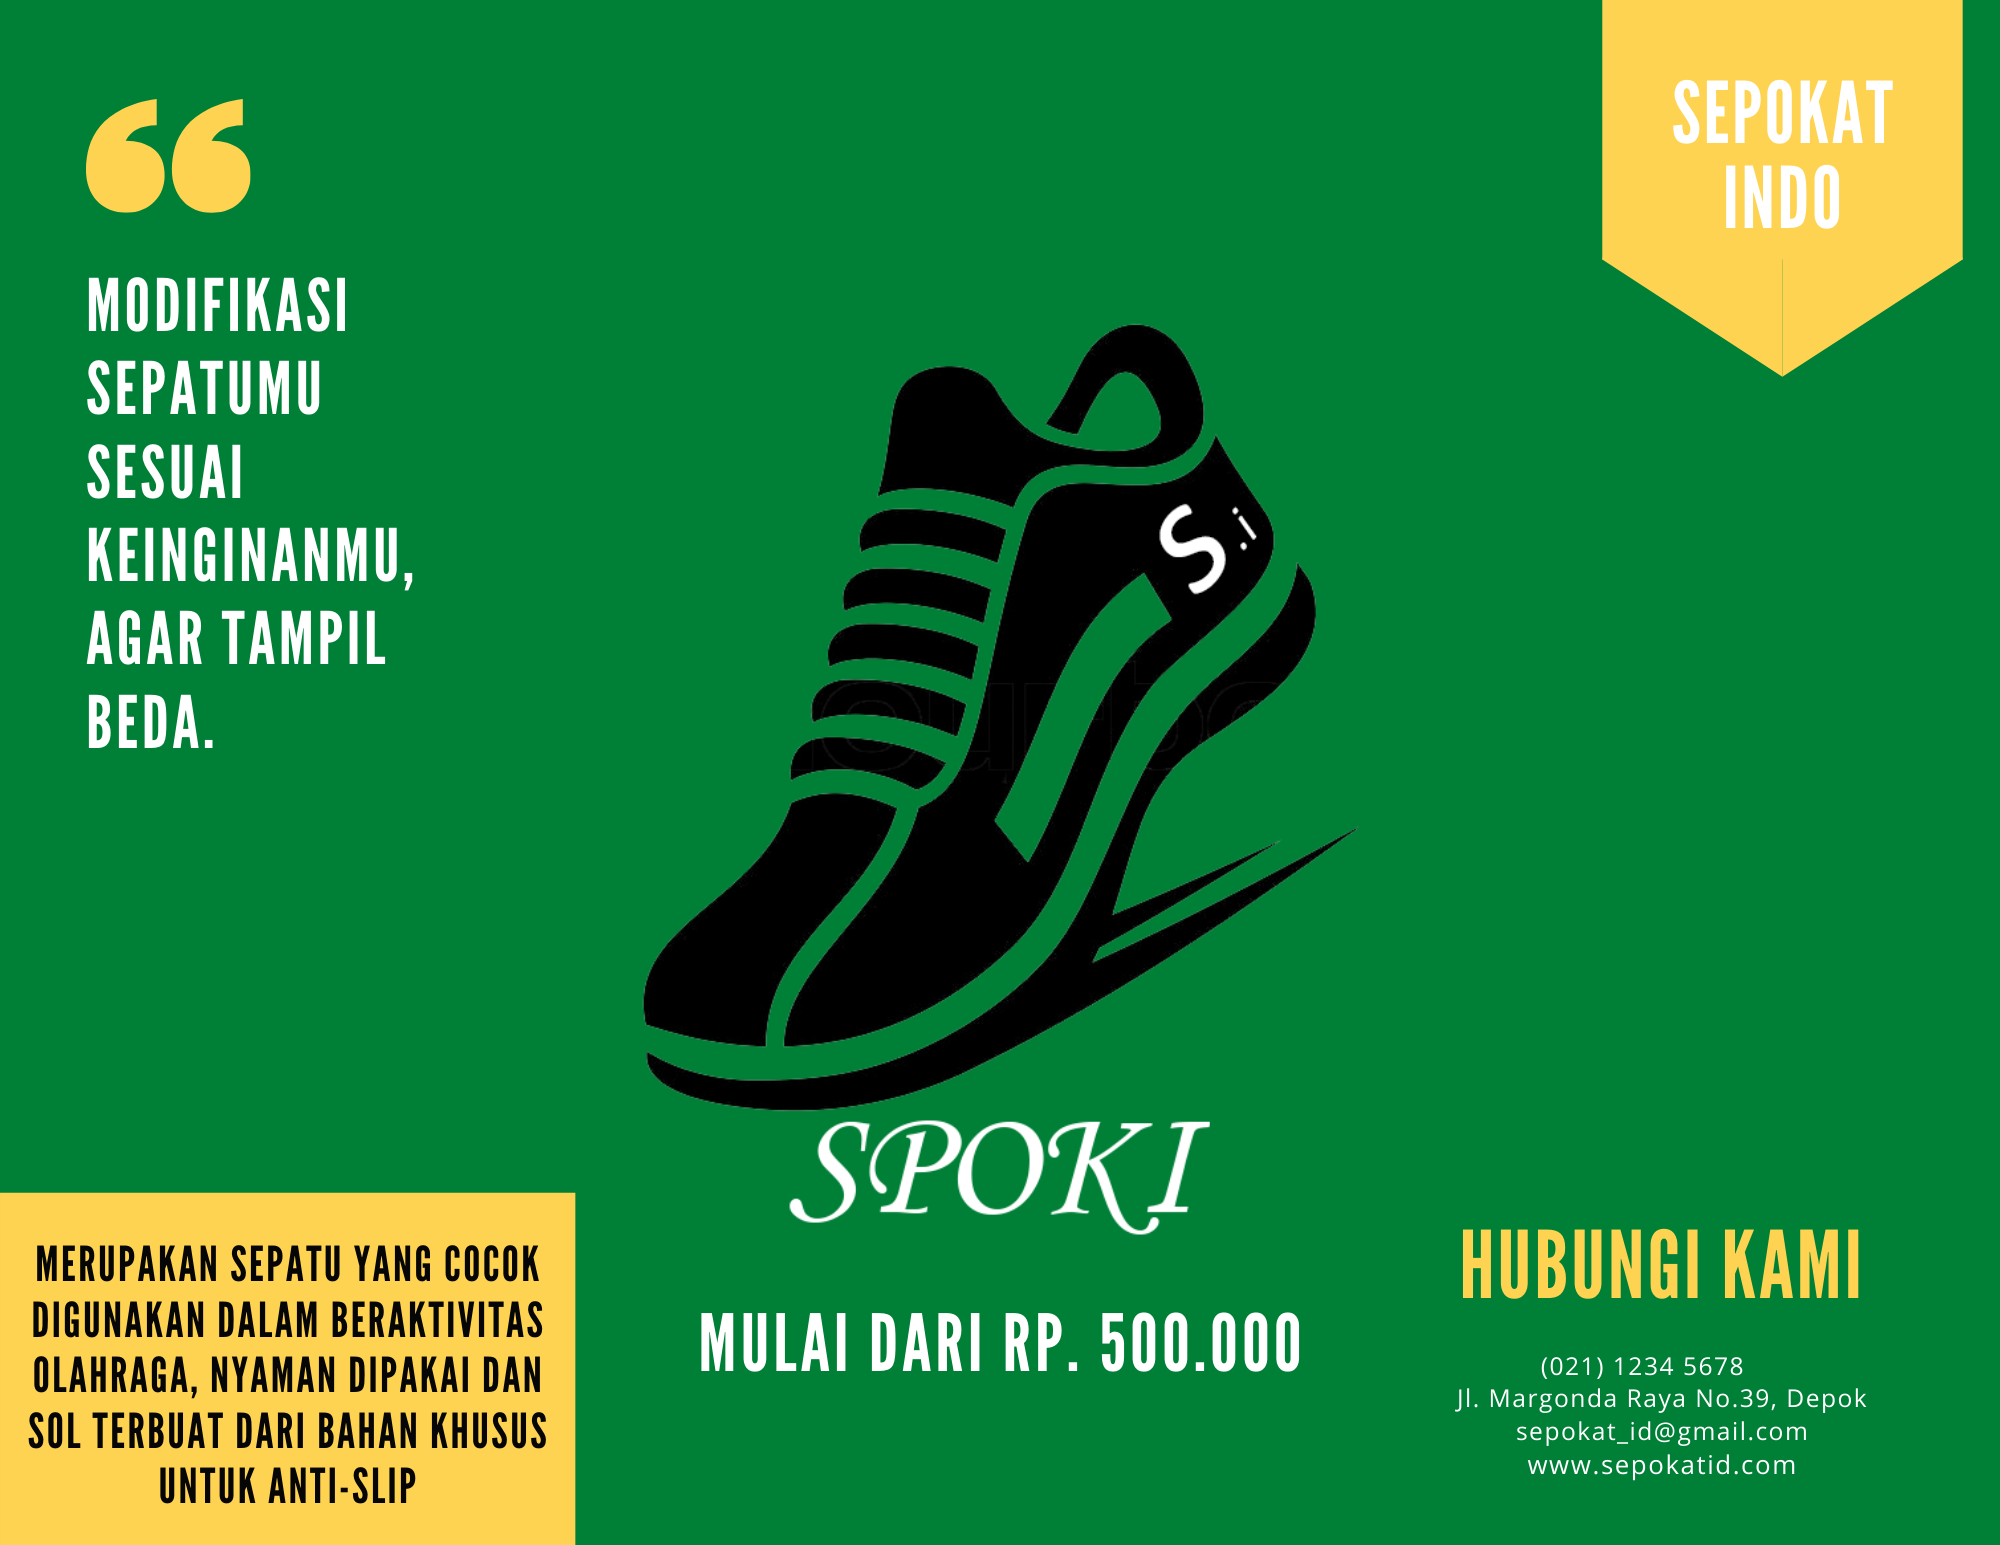 SEPOKAT
INDO
MODIFIKASI
SEPATUMU
SESUAI
KEINGINANMU,
AGAR TAMPIL
BEDA.
S.i
SPOKI
MULAI DARI RP. 500.000
MERUPAKAN SEPATU YANG COCOK
DIGUNAKAN DALAM BERAKTIVITAS
OLAHRAGA, NYAMAN DIPAKAI DAN
SOL TERBUAT DARI BAHAN KHUSUS
UNTUK ANTI-SLIP
HUBUNGI KAMI
(021) 1234 5678
Jl. Margonda Raya No.39, Depok
sepokat_id@gmail.com
www.sepokatid.com